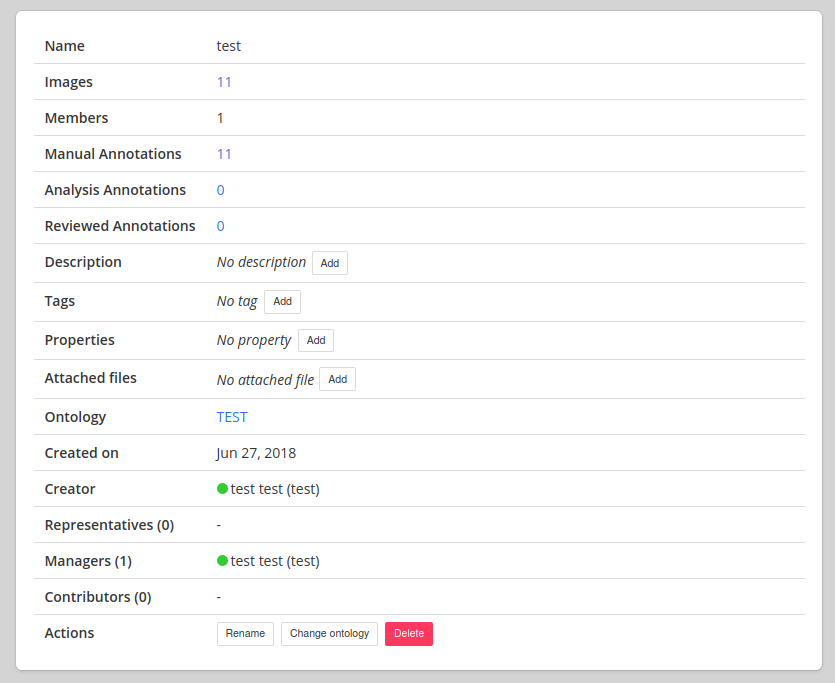 Name test
Images 11
Members 1
Manual Annotations 11
Analysis Annotations 0
Reviewed Annotations 0
Description No description Add
Tags No tag Add
Properties No property Add
Attached files No attached file Add
Ontology TEST
Created on Jun 27, 2018
Creator test test (test)
Representatives (0) -
Managers (1) test test (test)
Contributors (0) -
Actions Rename Change ontology Delete